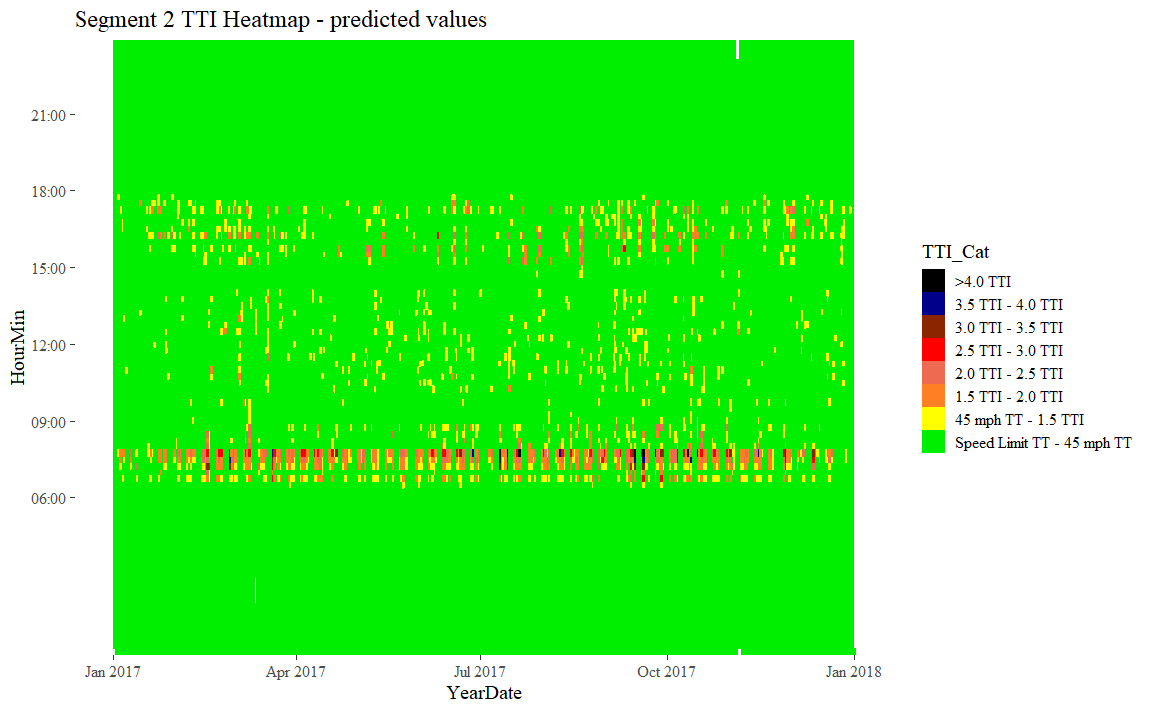 Segment 2 TTI Heatmap - predicted values
21:00
18:00
15:00
12:00
09:00
06:00
HourMin
Jan 2017
Apr 2017
Jul 2017
Oct 2017
Jan 2018
YearDate
TTI_Cat
>4.0 TTI
3.5 TTI - 4.0 TTI
3.0 TTI - 3.5 TTI
2.5 TTI - 3.0 TTI
2.0 TTI - 2.5 TTI
1.5 TTI - 2.0 TTI
45 mph TT - 1.5 TTI
Speed Limit TT - 45 mph TT